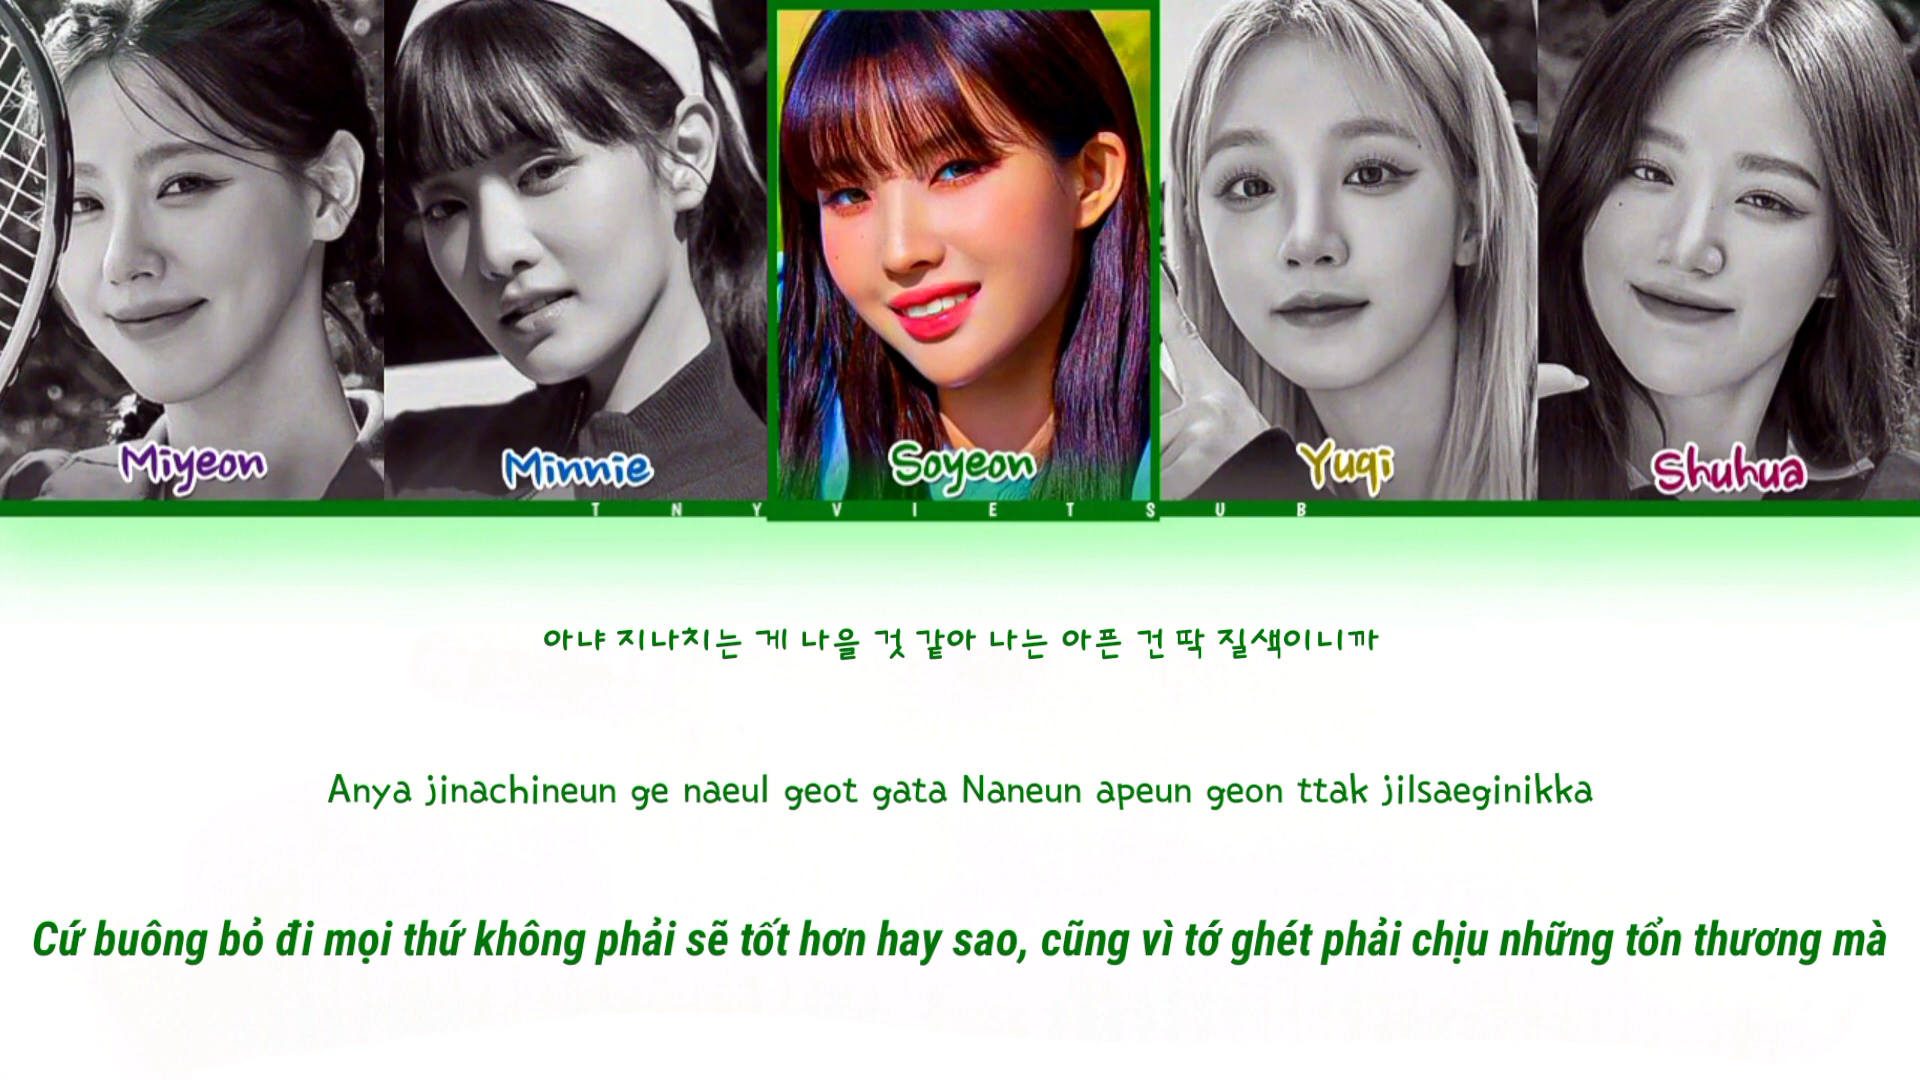 Miyeon Minnie Soyeon Yuqi Shuhua
TNYVIETSUB
아냐 지나치는 게 나을 것 같아 나는 아픈 건 딱 질색이니까
Anya jinachineun ge naeul geot gata Naneun apeun geon ttak jilsaeginikka
Cứ buông bỏ đi mọi thứ không phải sẽ tốt hơn hay sao, cũng vì tớ ghét phải chịu những tổn thương mà